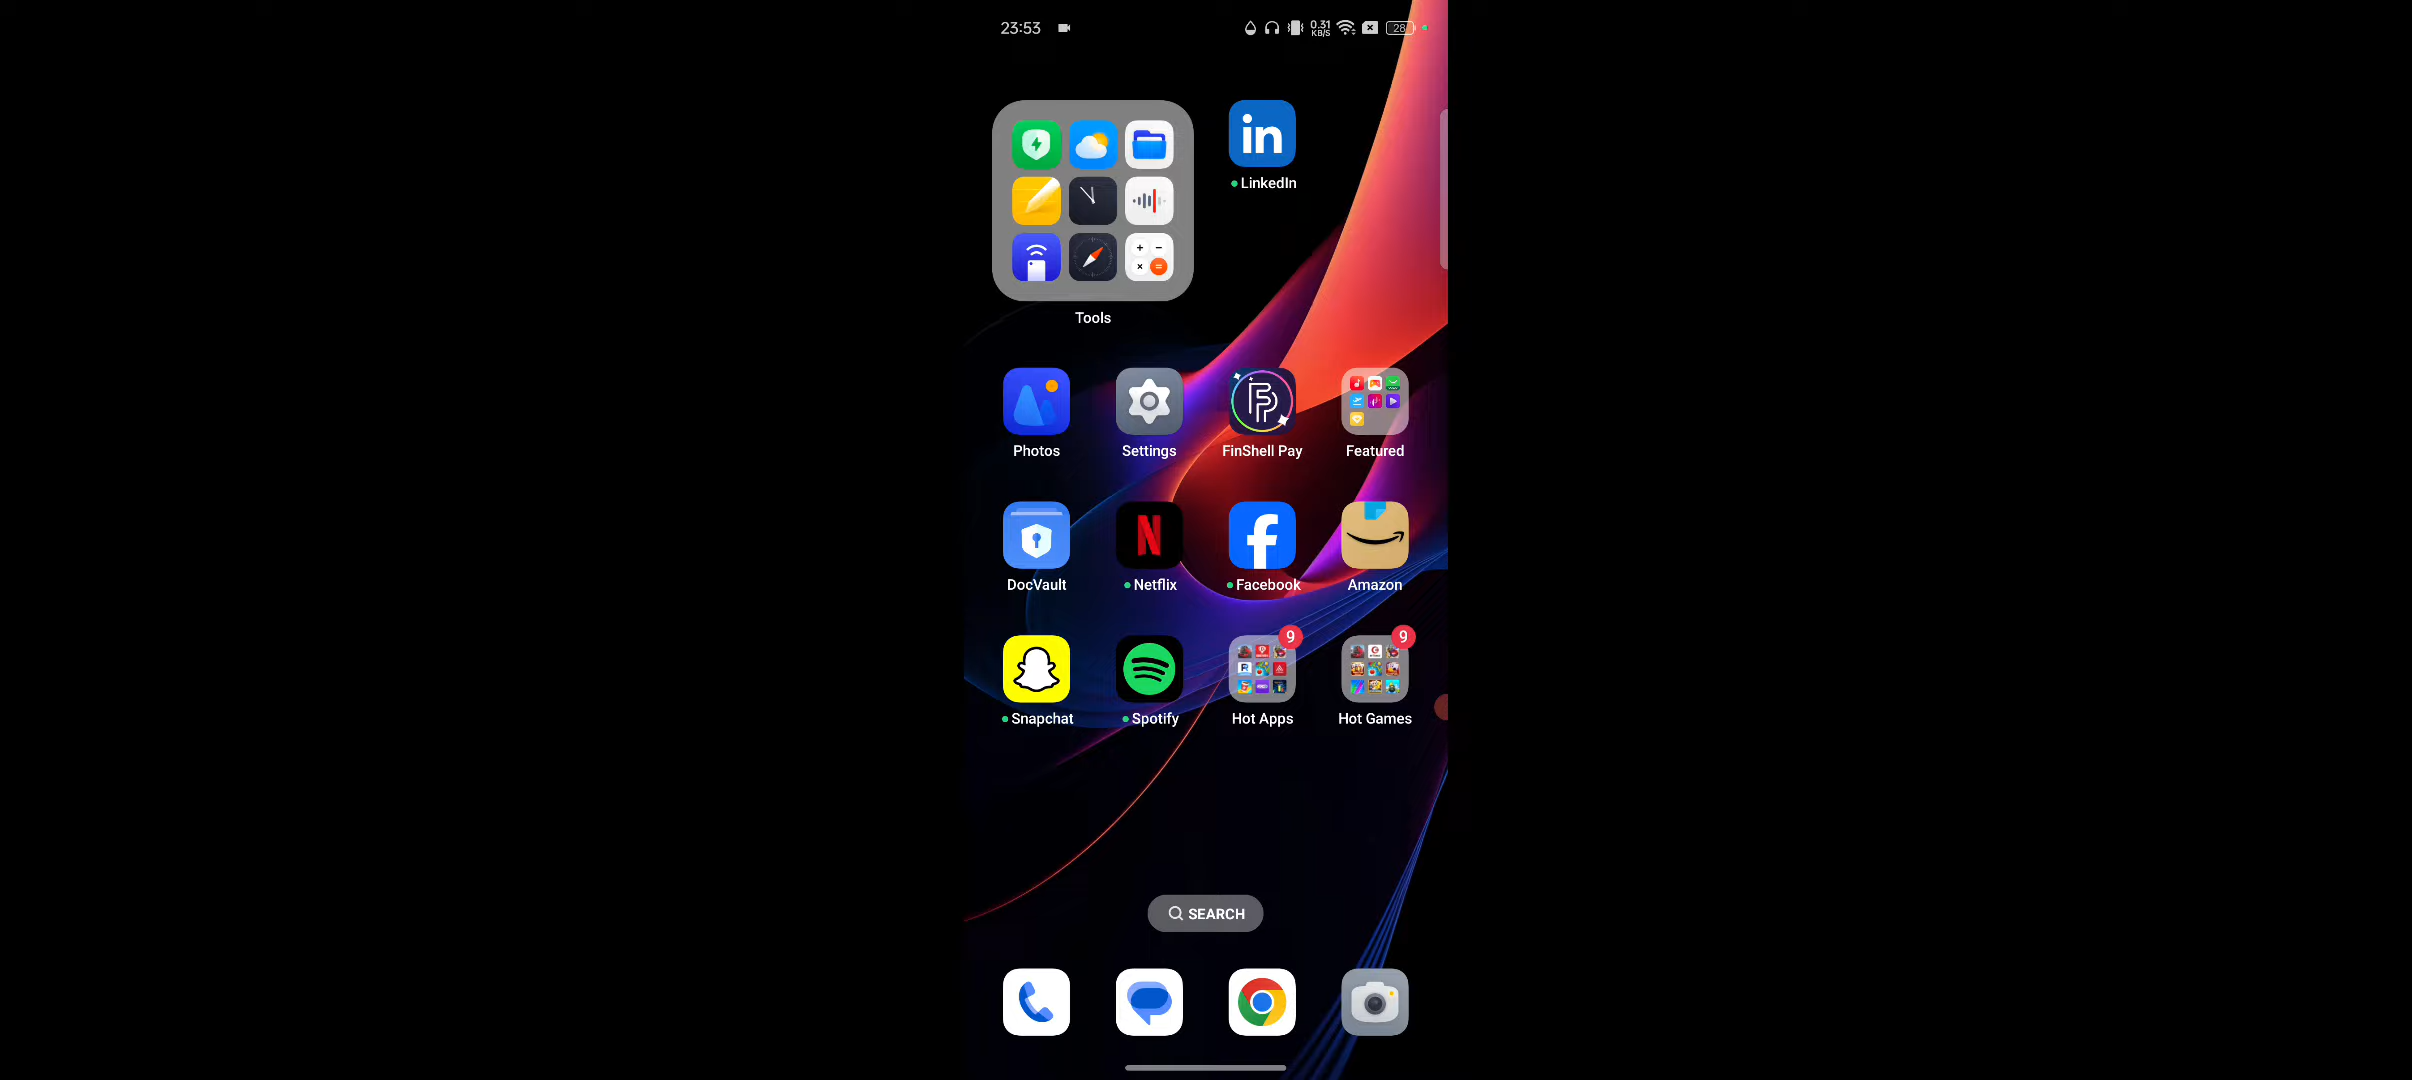 23:53
0.31
KB/S
28
in
LinkedIn
Tools
Photos
Settings
FinShell Pay
Featured
DocVault
Netflix
Facebook
Amazon
9
9
Snapchat
Spotify
Hot Apps
Hot Games
SEARCH